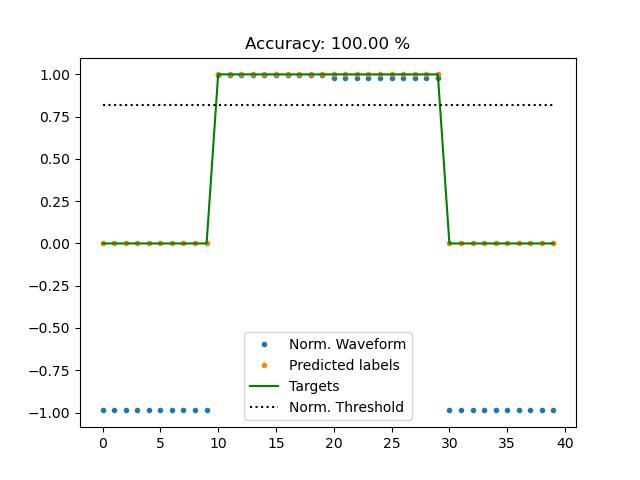 Accuracy: 100.00 %
1.00
0.75
0.50
0.25
0.00
−0.25
−0.50
−0.75
−1.00
Norm. Waveform
Predicted labels
Targets
Norm. Threshold
0 5 10 15 20 25 30 35 40